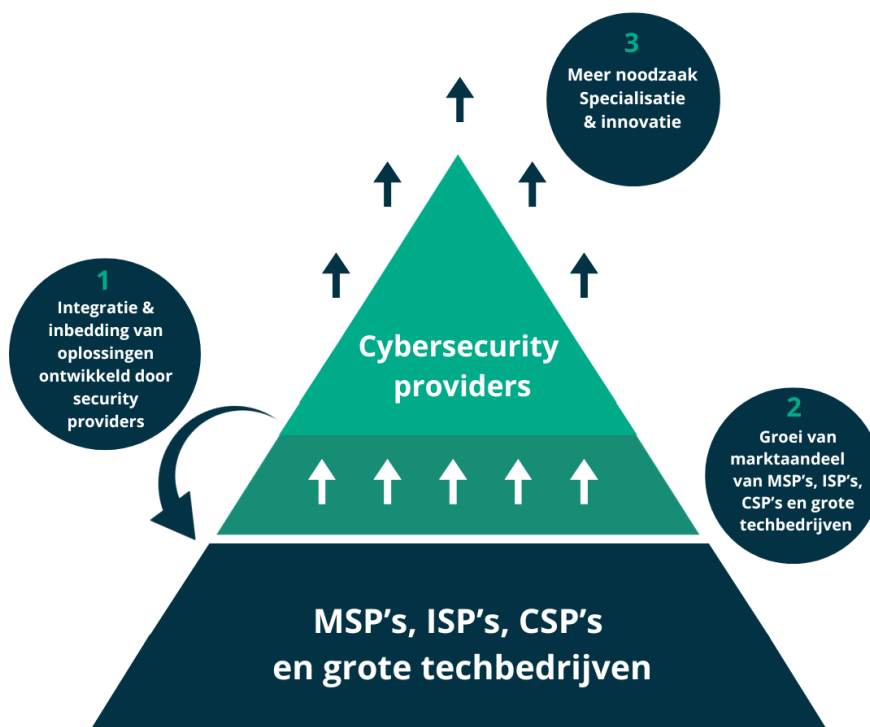 3
Meer noodzaak
Specialisatie
& innovatie
1
Integratie &
inbedding van
oplossingen
ontwikkeld door
security
providers
Cybersecurity
providers
2
Groei van
marktaandeel
van MSP’s, ISP’s,
CSP’s en grote
techbedrijven
MSP’s, ISP’s, CSP’s
en grote techbedrijven